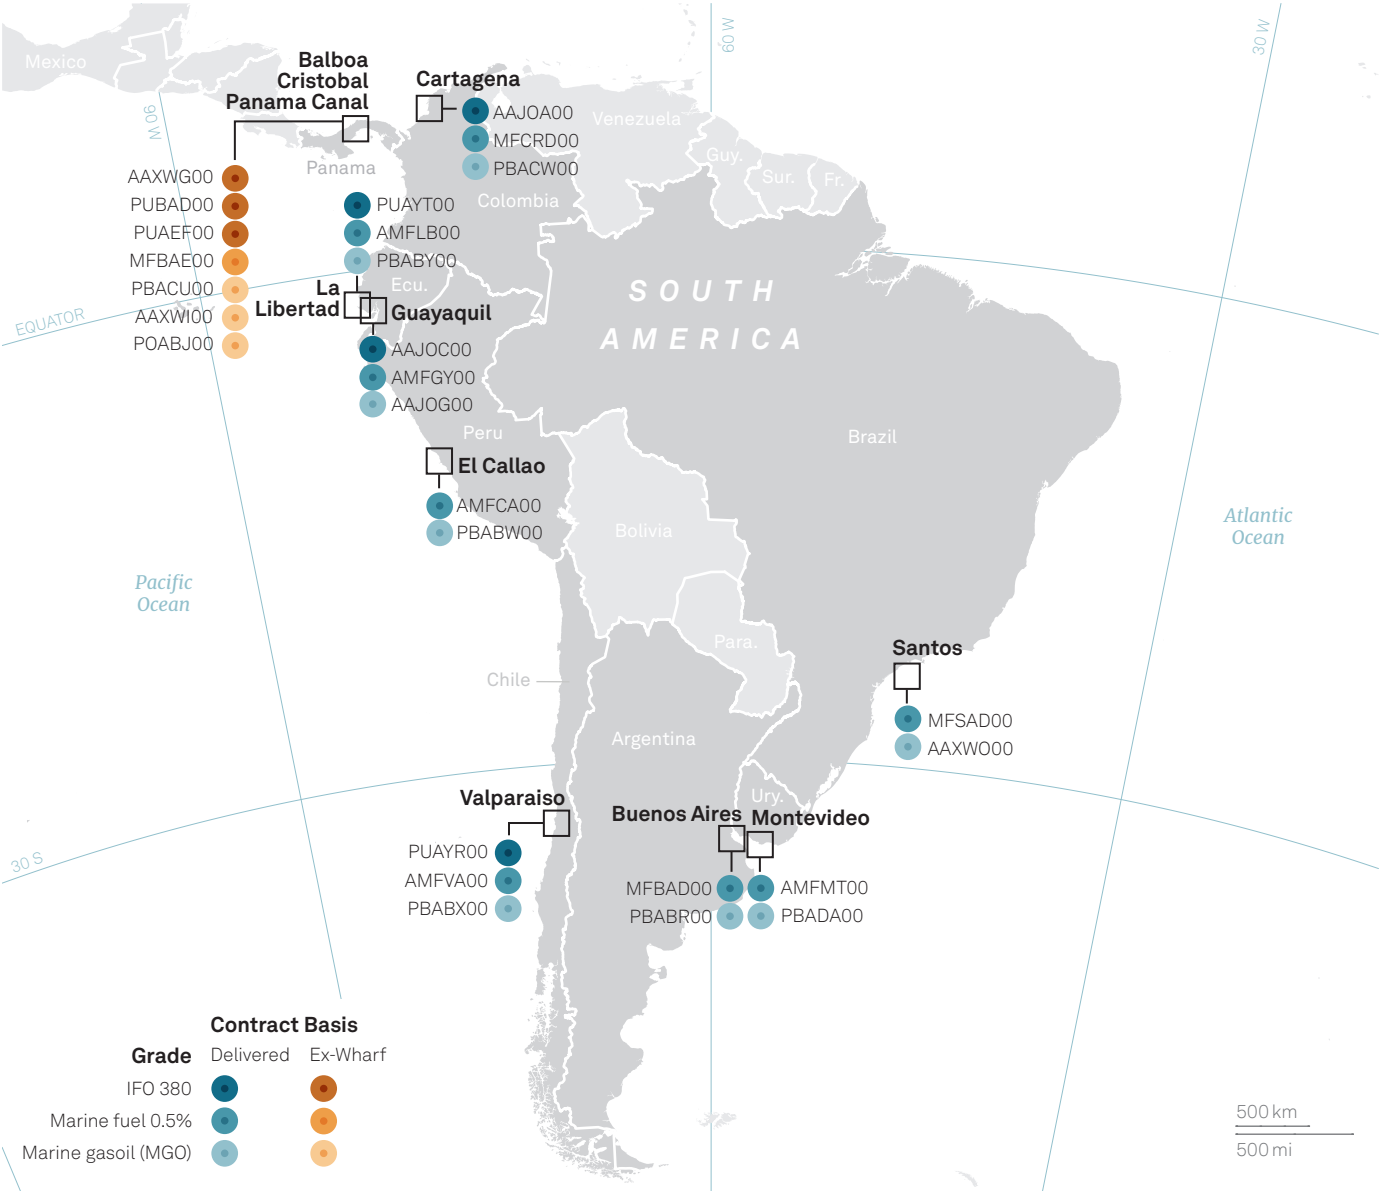 Mexico
90 W
60 W
30 W
Balboa
Cristobal
Panama Canal
Panama
AAXWG00
PUBAD00
PUAEF00
MFBAE00
PBACU00
AAXWI00
POABJ00
EQUATOR
Cartagena
AAJOA00
MFCRD00
PBACW00
Venezuela
Guy.
Sur.
Fr.
Colombia
PUAYT00
AMFLB00
PBABY00
Ecu.
La
Libertad
Guayaquil
AAJOC00
AMFGY00
AAJOG00
SOUTH
AMERICA
Peru
Brazil
El Callao
AMFCA00
PBABW00
Bolivia
Atlantic
Ocean
Pacific
Ocean
Para.
Santos
MFSAD00
AAXWO00
Chile
Argentina
Valparaiso
PUAYR00
AMFVA00
PBABX00
30 S
Ury.
Buenos Aires
MFBAD00
PBABR00
Montevideo
AMFMT00
PBADA00
Contract Basis
Grade Delivered Ex-Wharf
IFO 380
Marine fuel 0.5%
Marine gasoil (MGO)
500 km
500 mi